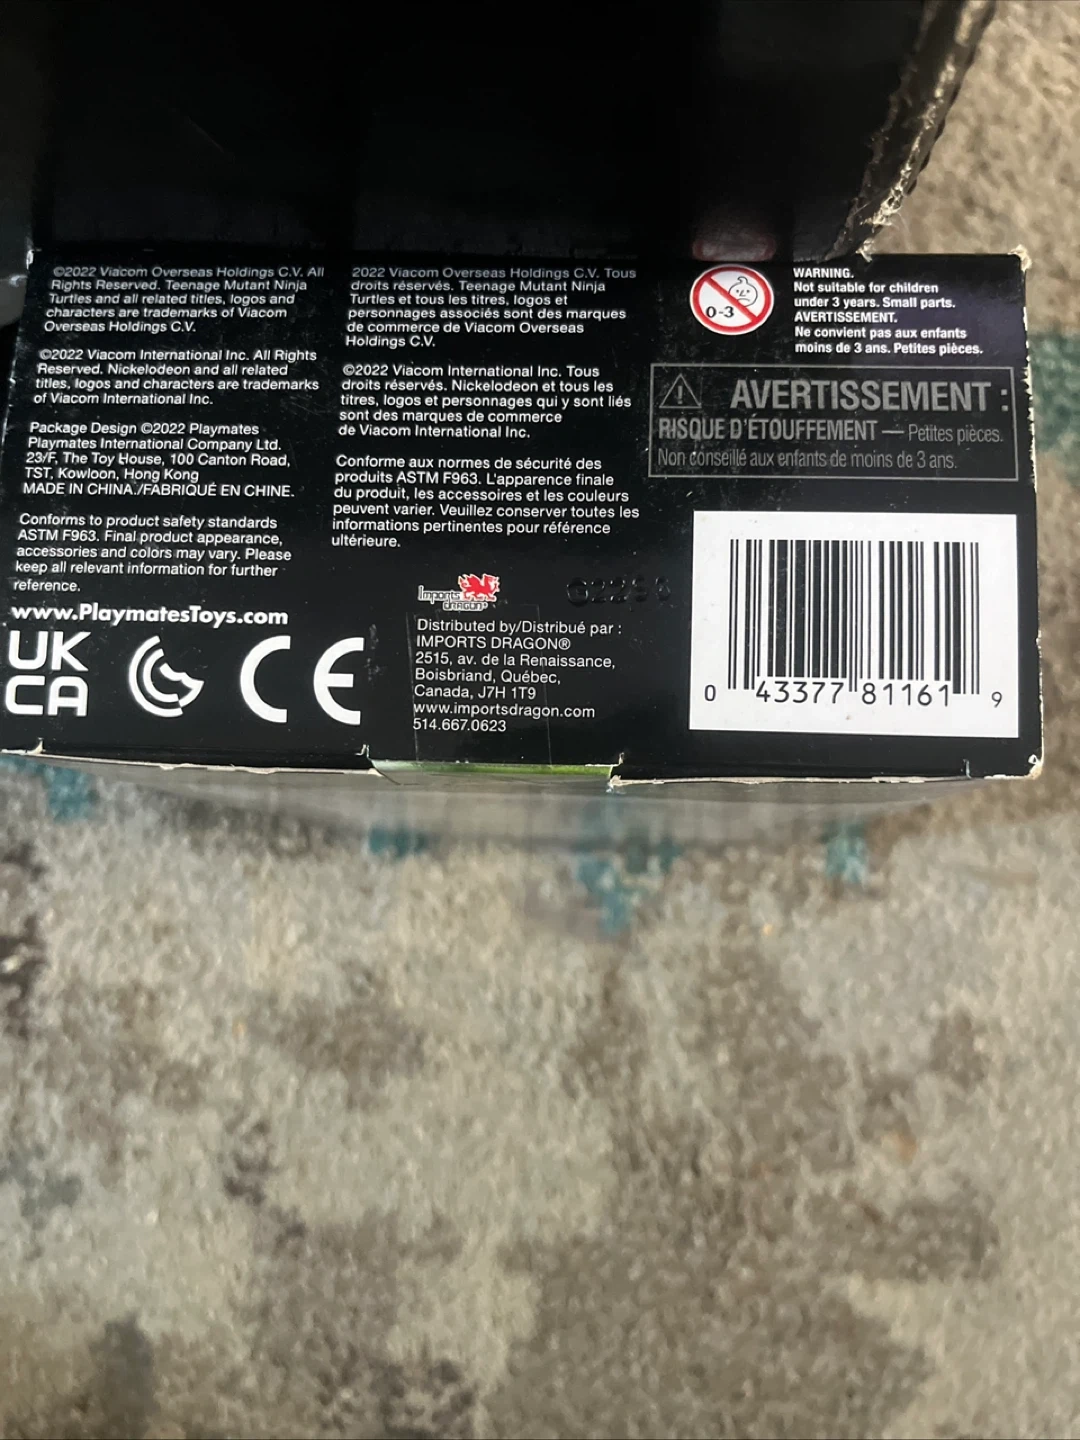 ©2022 Viacom Overseas Holdings C.V. All
Rights Reserved. Teenage Mutant Ninja
Turtles and all related titles, logos and
characters are trademarks of Viacom
Overseas Holdings C.V.
©2022 Viacom International Inc. All Rights
Reserved. Nickelodeon and all related
titles, logos and characters are trademarks
of Viacom International Inc.
Package Design ©2022 Playmates
Playmates International Company Ltd.
23/F, The Toy House, 100 Canton Road,
TST, Kowloon, Hong Kong
MADE IN CHINA./FABRIQUÉ EN CHINE.
Conforms to product safety standards
ASTM F963. Final product appearance,
accessories and colors may vary. Please
keep all relevant information for further
reference.
www.PlaymatesToys.com
UK
CA
CE
2022 Viacom Overseas Holdings C.V. Tous
droits réservés. Teenage Mutant Ninja
Turtles et tous les titres, logos et
personnages associés sont des marques
de commerce de Viacom Overseas
Holdings C.V.
©2022 Viacom International Inc. Tous
droits réservés. Nickelodeon et tous les
titres, logos et personnages qui y sont liés
sont des marques de commerce
de Viacom International Inc.
Conforme aux normes de sécurité des
produits ASTM F963. L'apparence finale
du produit, les accessoires et les couleurs
peuvent varier. Veuillez conserver toutes les
informations pertinentes pour référence
ultérieure.
Imports
DRAGON
Distributed by/Distribué par :
IMPORTS DRAGON®
2515, av. de la Renaissance,
Boisbriand, Québec,
Canada, J7H 1T9
www.importsdragon.com
514.667.0623
0-3
WARNING.
Not suitable for children
under 3 years. Small parts.
AVERTISSEMENT.
Ne convient pas aux enfants
moins de 3 ans. Petites pièces.
AVERTISSEMENT :
RISQUE D'ÉTOUFFEMENT — Petites pièces.
Non conseillé aux enfants de moins de 3 ans.
0 43377 81161 9